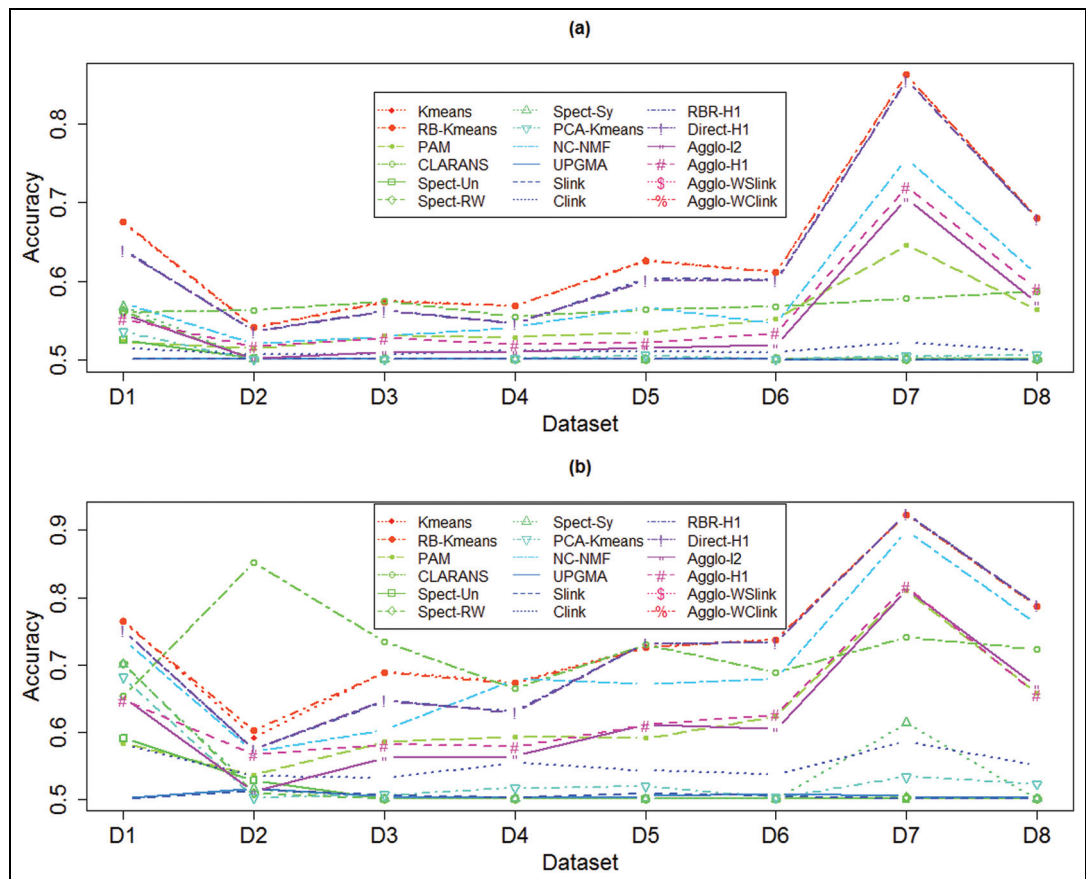 (a)
Accuracy
0.8
0.7
0.6
0.5
Kmeans Spect-Sy RBR-H1
RB-Kmeans PCA-Kmeans Direct-H1
PAM NC-NMF Agglo-I2
CLARANS UPGMA # Agglo-H1
Spect-Un Slink $ Agglo-WSlink
Spect-RW Clink % Agglo-WClink
D1 D2 D3 D4 D5 D6 D7 D8
Dataset
(b)
Accuracy
0.9
0.8
0.7
0.6
0.5
Kmeans Spect-Sy RBR-H1
RB-Kmeans PCA-Kmeans Direct-H1
PAM NC-NMF Agglo-I2
CLARANS UPGMA # Agglo-H1
Spect-Un Slink $ Agglo-WSlink
Spect-RW Clink % Agglo-WClink
D1 D2 D3 D4 D5 D6 D7 D8
Dataset